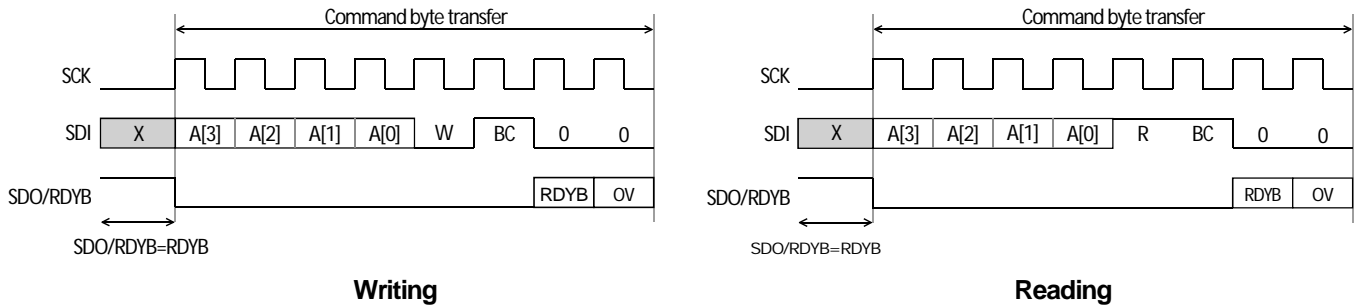 Command byte transfer
SCK
SDI X A[3] A[2] A[1] A[0] W BC 0 0
SDO/RDYB RDYB OV
SDO/RDYB=RDYB
Writing
Command byte transfer
SCK
SDI X A[3] A[2] A[1] A[0] R BC 0 0
SDO/RDYB RDYB OV
SDO/RDYB=RDYB
Reading